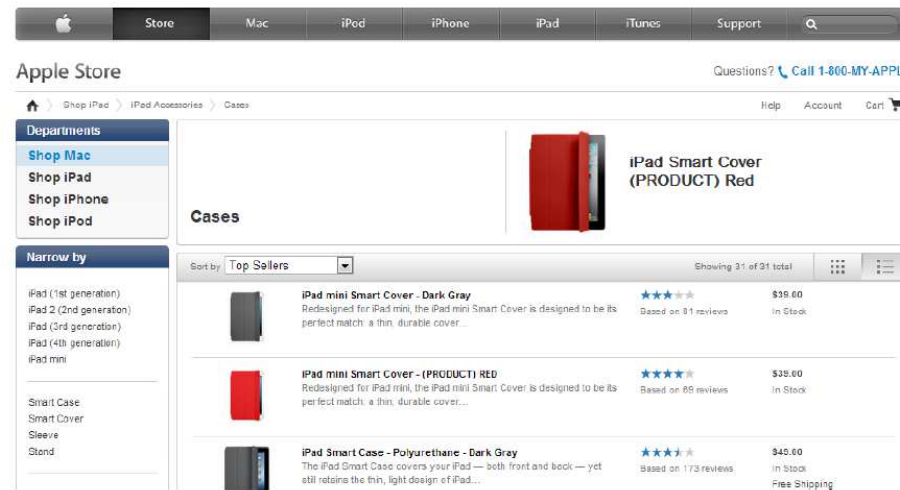 Store Mac iPod iPhone iPad iTunes Support
Apple Store
Questions? Call 1-800-MY-APPL
Shop iPad iPad Accessories Cases
Help Account Cart
Departments
Shop Mac
Shop iPad
Shop iPhone
Shop iPod
Cases
iPad Smart Cover
(PRODUCT) Red
Narrow by
iPad (1st generation)
iPad 2 (2nd generation)
iPad (3rd generation)
iPad (4th generation)
iPad mini
Smart Case
Smart Cover
Sleeve
Stand
Sort by Top Sellers
Showing 31 of 31 total
iPad mini Smart Cover - Dark Gray
Redesigned for iPad mini, the iPad mini Smart Cover is designed to be its
perfect match: a thin, durable cover...
Based on 81 reviews
$39.00
In Stock
iPad mini Smart Cover - (PRODUCT) RED
Redesigned for iPad mini, the iPad mini Smart Cover is designed to be its
perfect match: a thin, durable cover...
Based on 69 reviews
$39.00
In Stock
iPad Smart Case - Polyurethane - Dark Gray
The iPad Smart Case covers your iPad — both front and back — yet
still retains the thin, light design of iPad...
Based on 173 reviews
$49.00
In Stock
Free Shipping